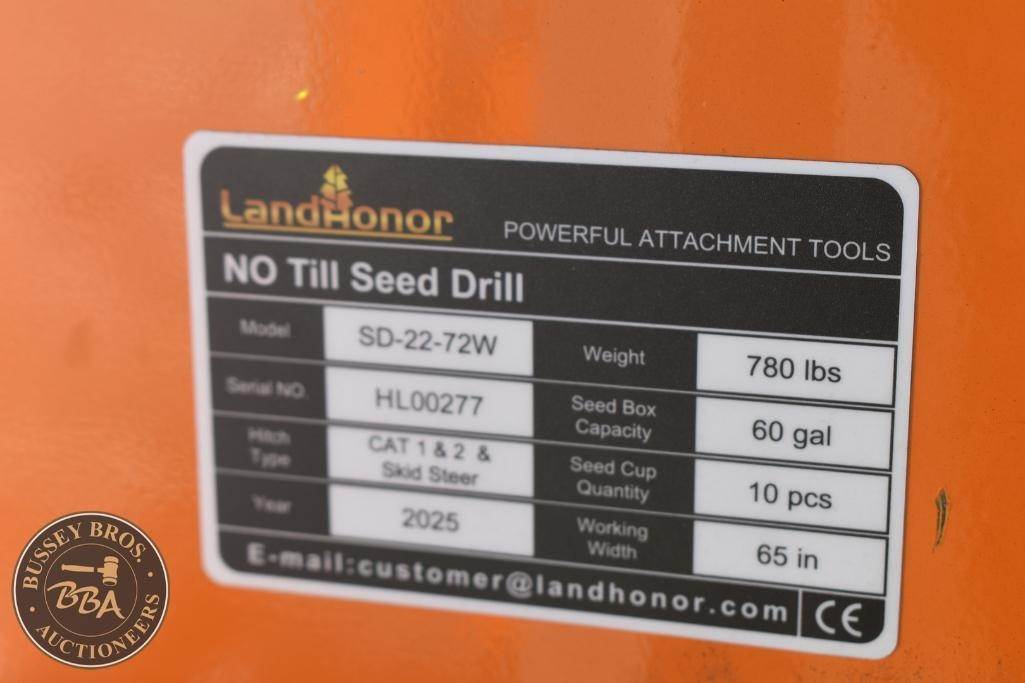 LandHonor
POWERFUL ATTACHMENT TOOLS
NO Till Seed Drill
Model SD-22-72W Weight 780 lbs
Serial NO. HL00277 Seed Box Capacity 60 gal
Hitch Type CAT 1 & 2 & Skid Steer Seed Cup Quantity 10 pcs
Year 2025 Working Width 65 in
E-mail:customer@landhonor.com CE
BUSSEY BROS.
BBA
AUCTIONEERS